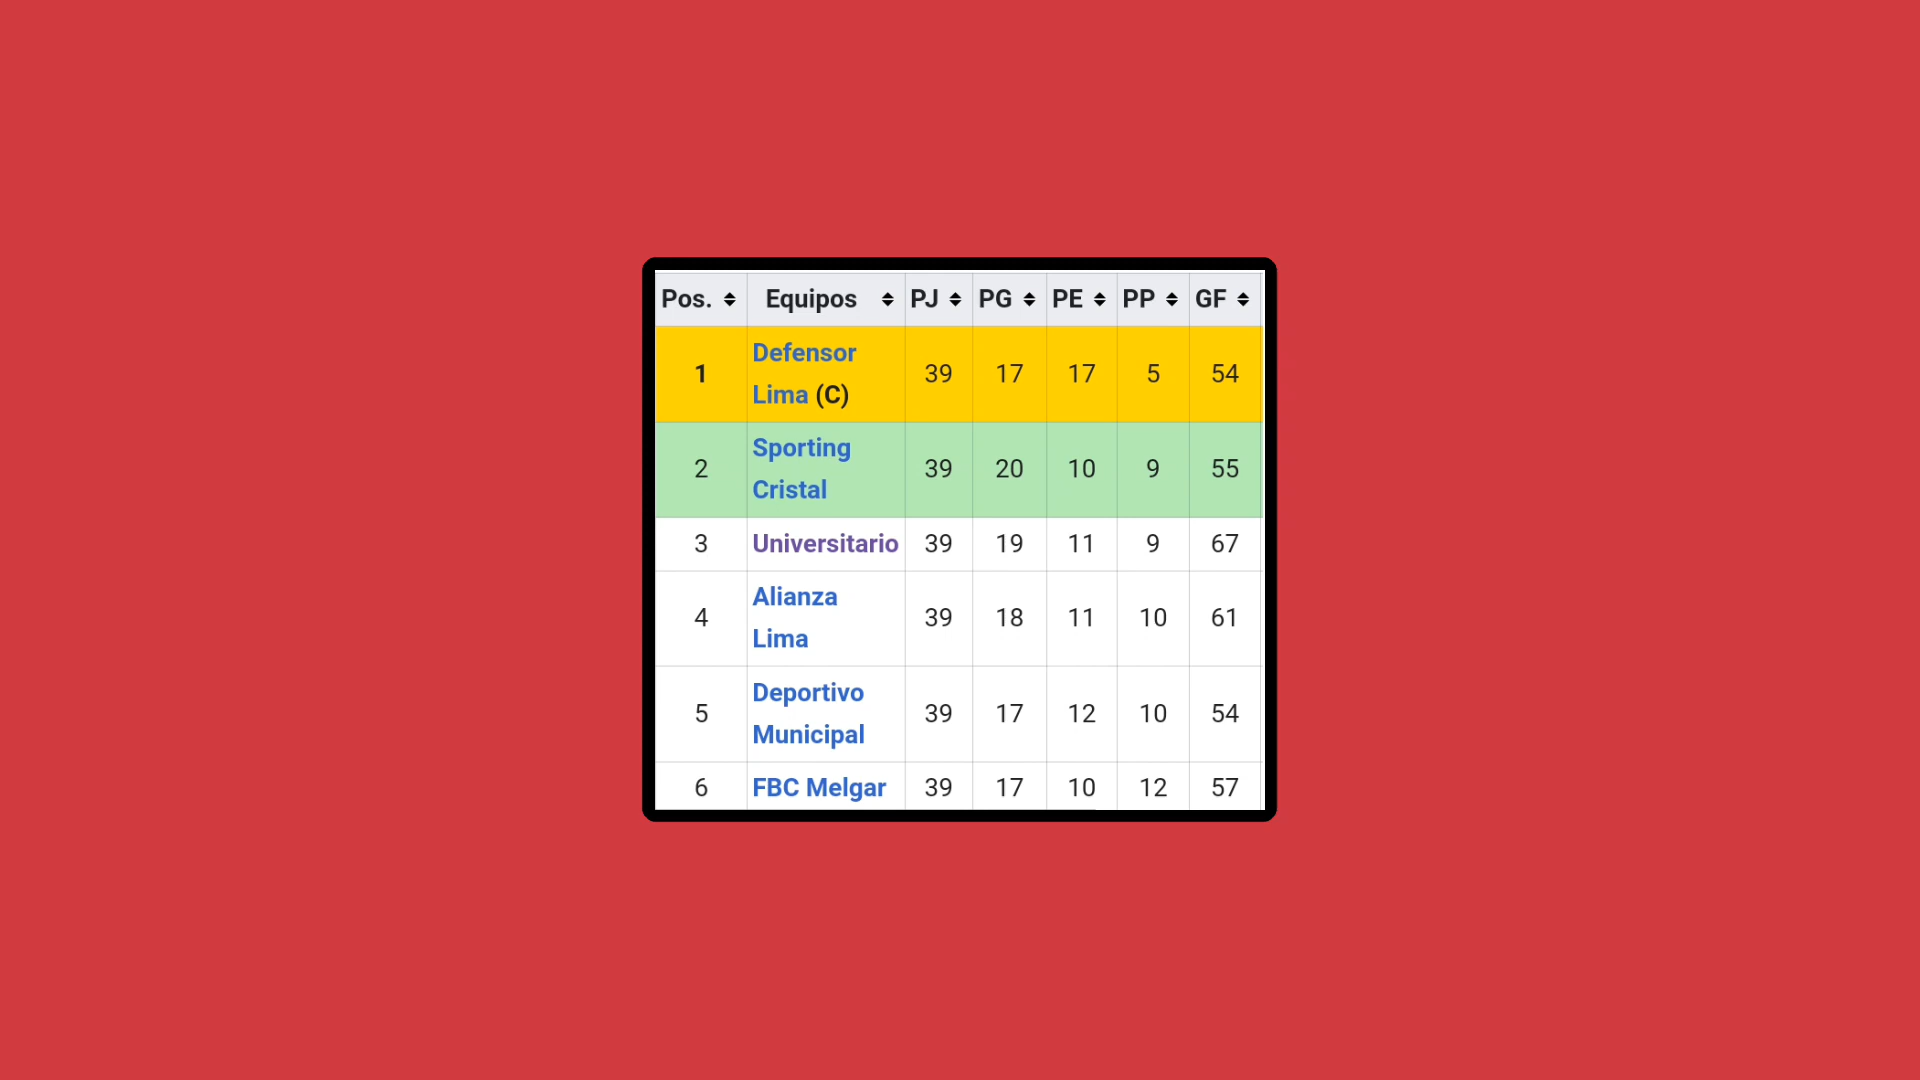 Pos. Equipos PJ PG PE PP GF
1 Defensor Lima (C) 39 17 17 5 54
2 Sporting Cristal 39 20 10 9 55
3 Universitario 39 19 11 9 67
4 Alianza Lima 39 18 11 10 61
5 Deportivo Municipal 39 17 12 10 54
6 FBC Melgar 39 17 10 12 57